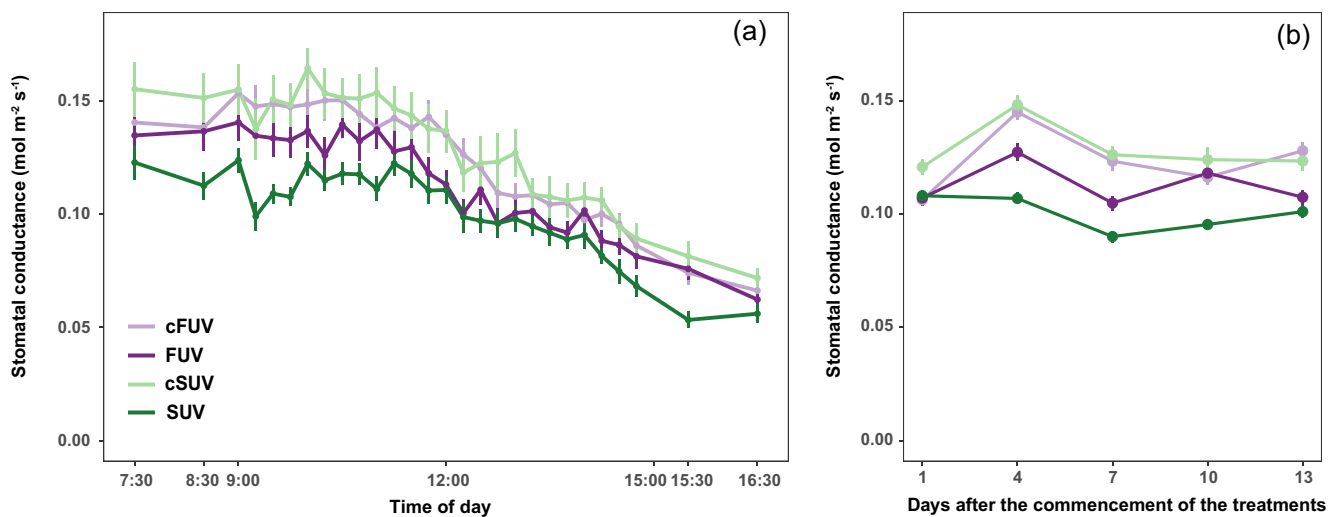 (a)
Stomatal conductance (mol m⁻² s⁻¹)
0.15
0.10
0.05
0.00
cFUV
FUV
cSUV
SUV
7:30 8:30 9:00 12:00 15:00 15:30 16:30
Time of day
(b)
Stomatal conductance (mol m⁻² s⁻¹)
0.15
0.10
0.05
0.00
1 4 7 10 13
Days after the commencement of the treatments